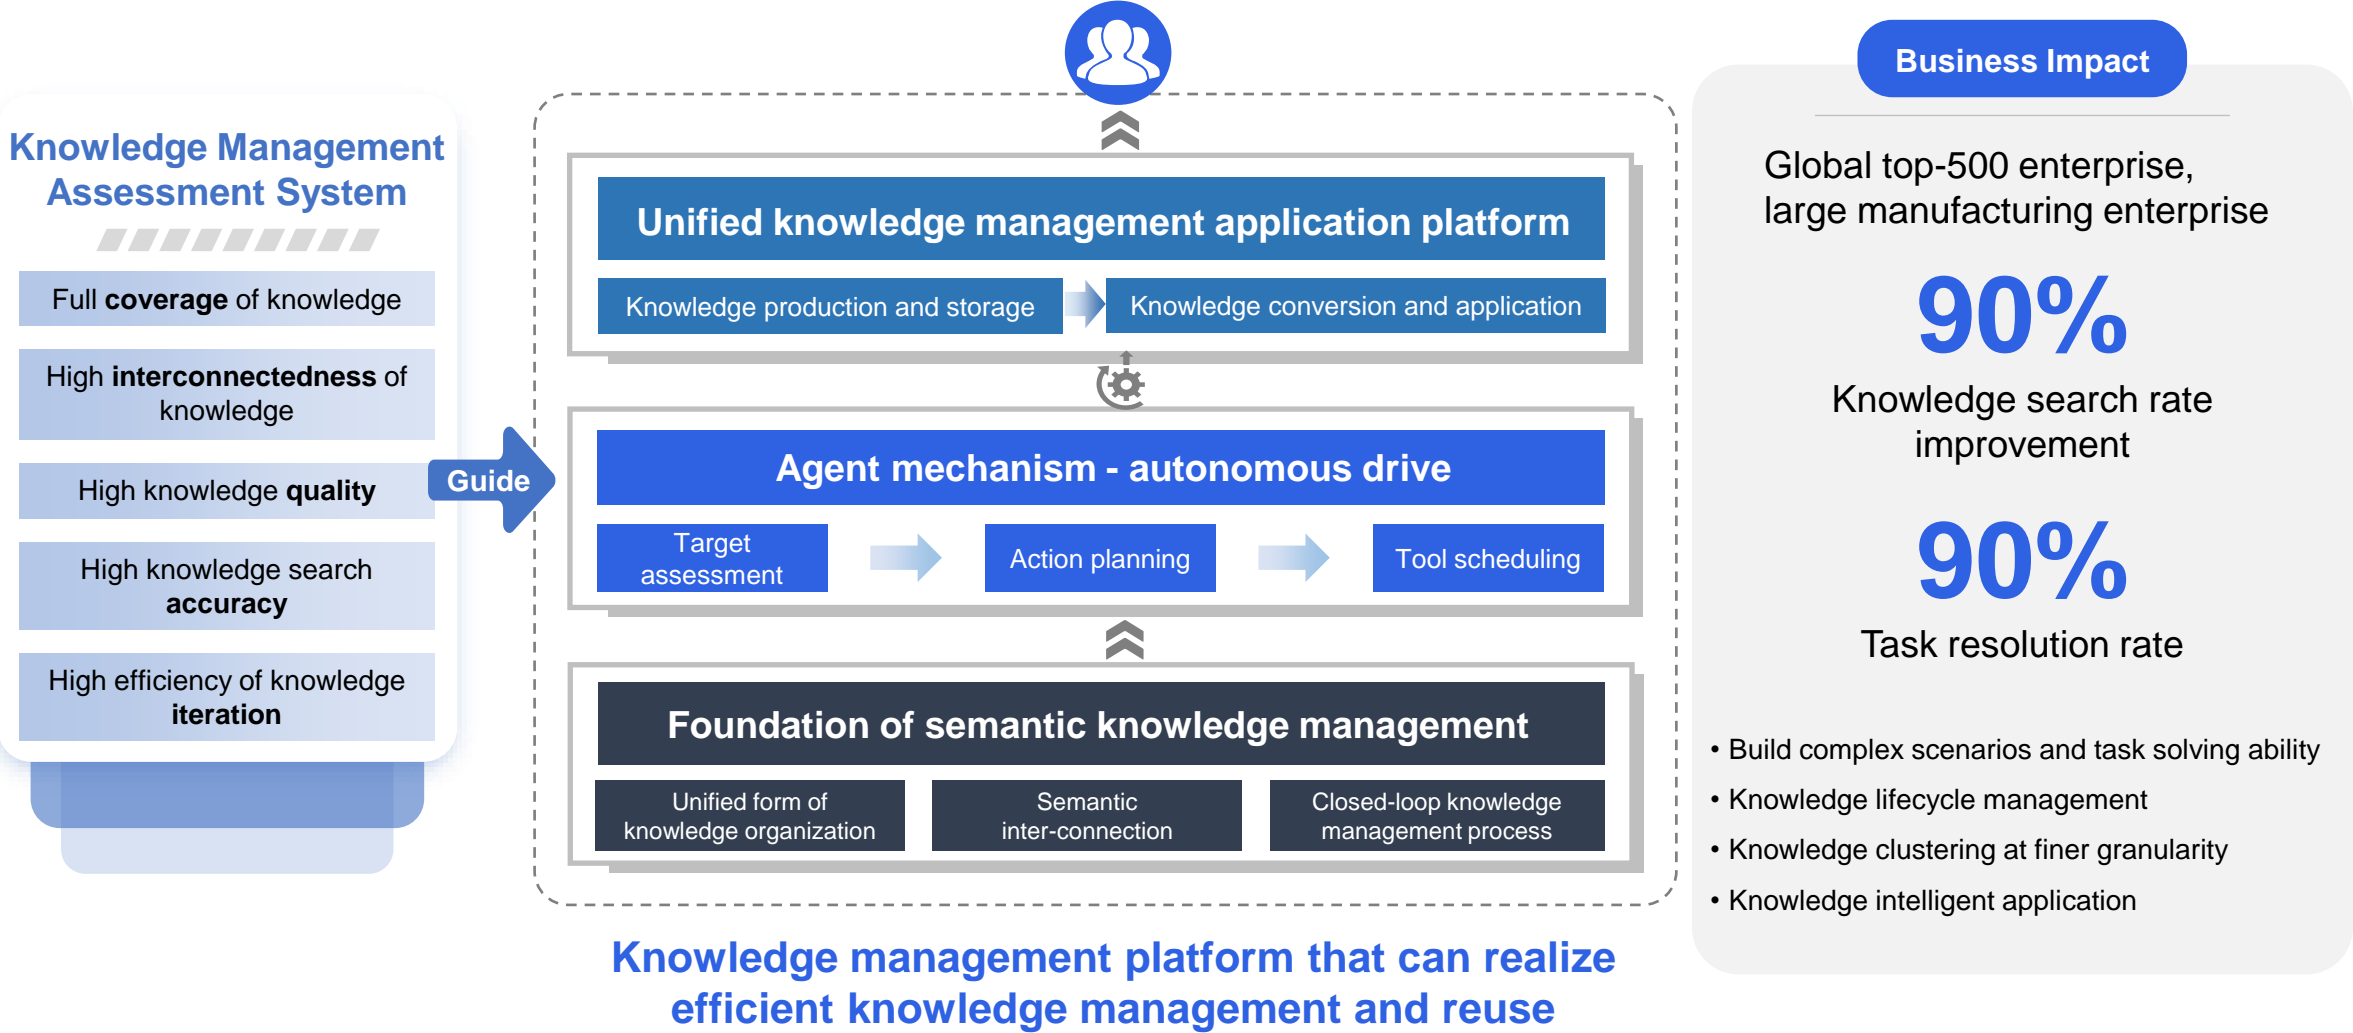 Knowledge Management
Assessment System
Full coverage of knowledge
High interconnectedness of
knowledge
High knowledge quality
High knowledge search
accuracy
High efficiency of knowledge
iteration
Guide
Unified knowledge management application platform
Knowledge production and storage
Knowledge conversion and application
Agent mechanism - autonomous drive
Target
assessment
Action planning
Tool scheduling
Foundation of semantic knowledge management
Unified form of
knowledge organization
Semantic
inter-connection
Closed-loop knowledge
management process
Knowledge management platform that can realize
efficient knowledge management and reuse
Business Impact
Global top-500 enterprise,
large manufacturing enterprise
90%
Knowledge search rate
improvement
90%
Task resolution rate
• Build complex scenarios and task solving ability
• Knowledge lifecycle management
• Knowledge clustering at finer granularity
• Knowledge intelligent application